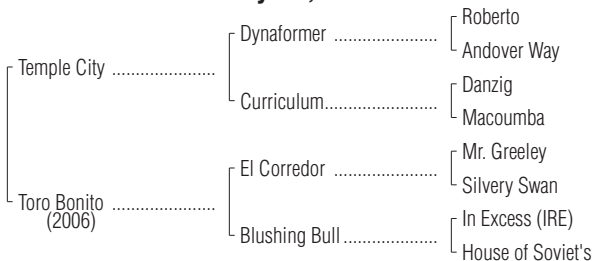 Roberto
Dynaformer ....................
Andover Way
Temple City ....................
Danzig
Curriculum......................
Macoumba
Mr. Greeley
El Corredor ....................
Silvery Swan
Toro Bonito ....................
(2006)
In Excess (IRE)
Blushing Bull..................
House of Soviet's